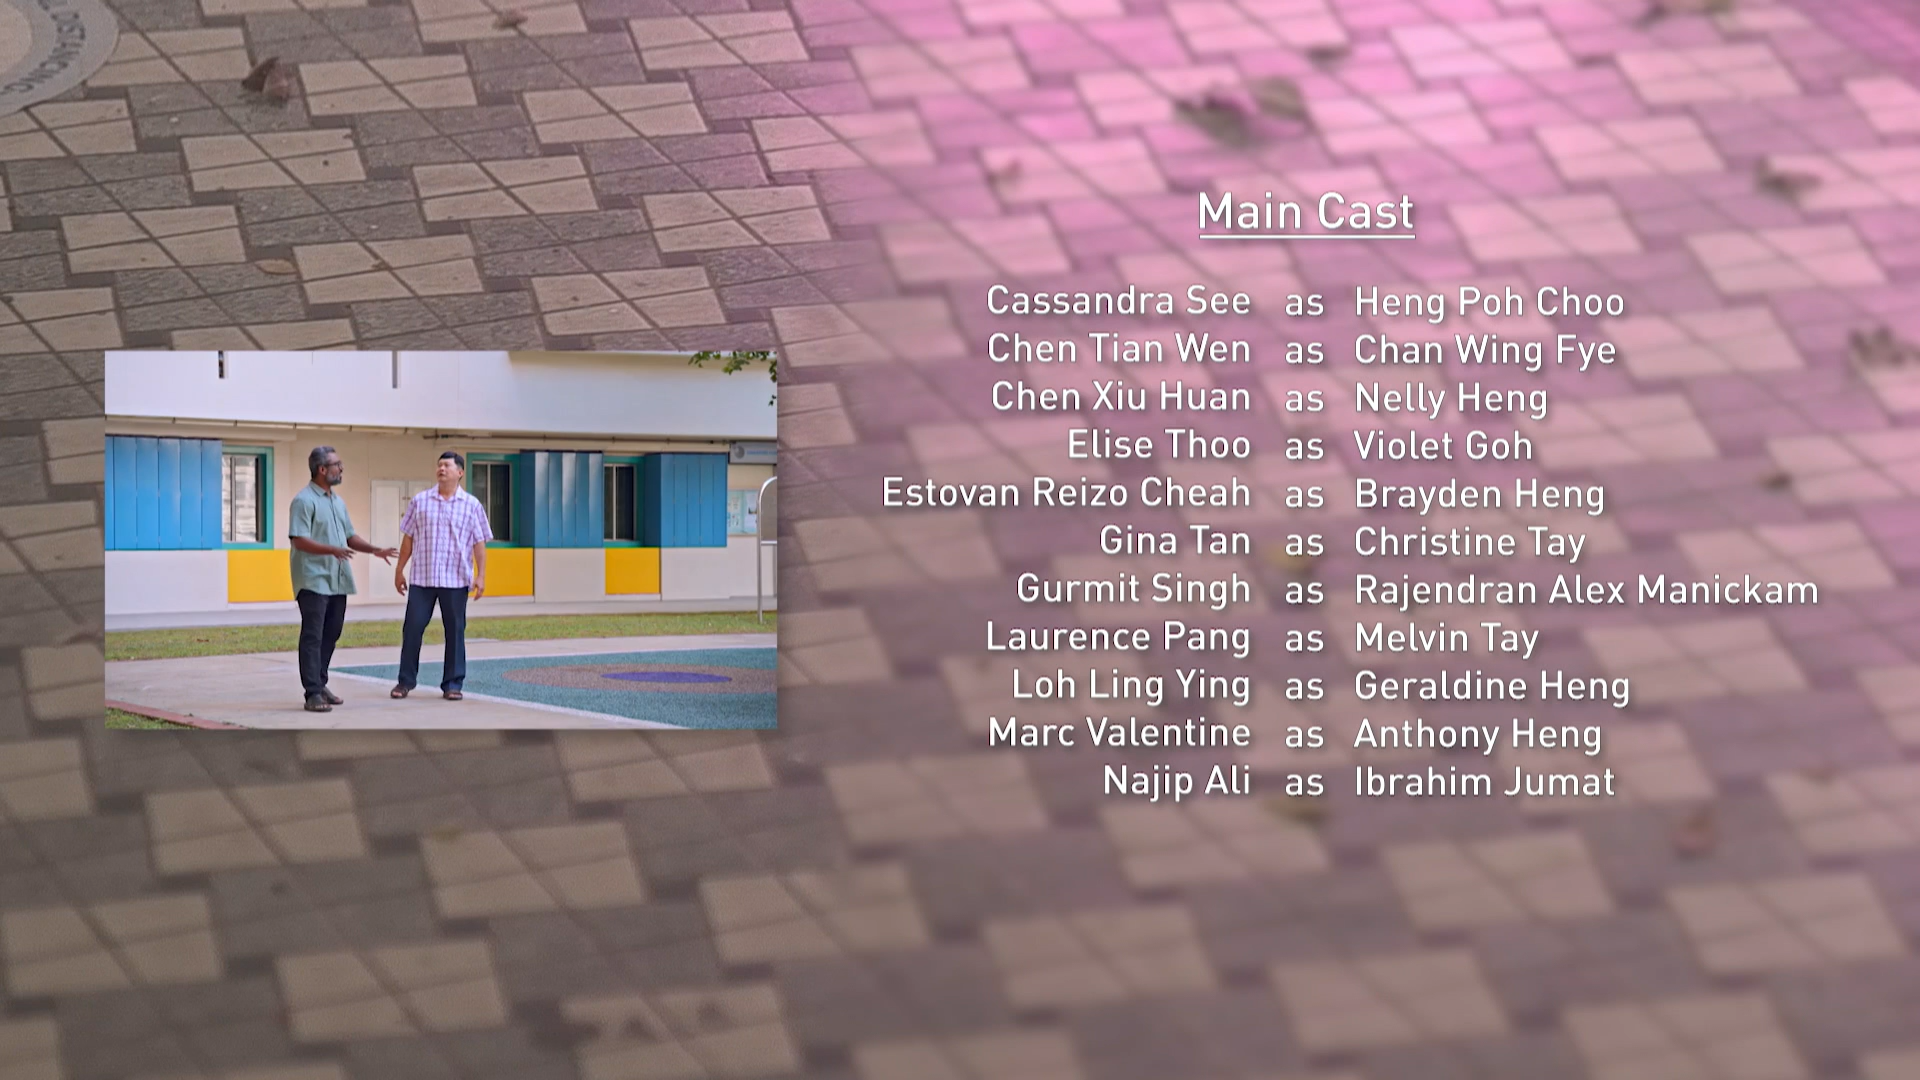 DISTANCING
Main Cast
Cassandra See as Heng Poh Choo
Chen Tian Wen as Chan Wing Fye
Chen Xiu Huan as Nelly Heng
Elise Thoo as Violet Goh
Estovan Reizo Cheah as Brayden Heng
Gina Tan as Christine Tay
Gurmit Singh as Rajendran Alex Manickam
Laurence Pang as Melvin Tay
Loh Ling Ying as Geraldine Heng
Marc Valentine as Anthony Heng
Najip Ali as Ibrahim Jumat